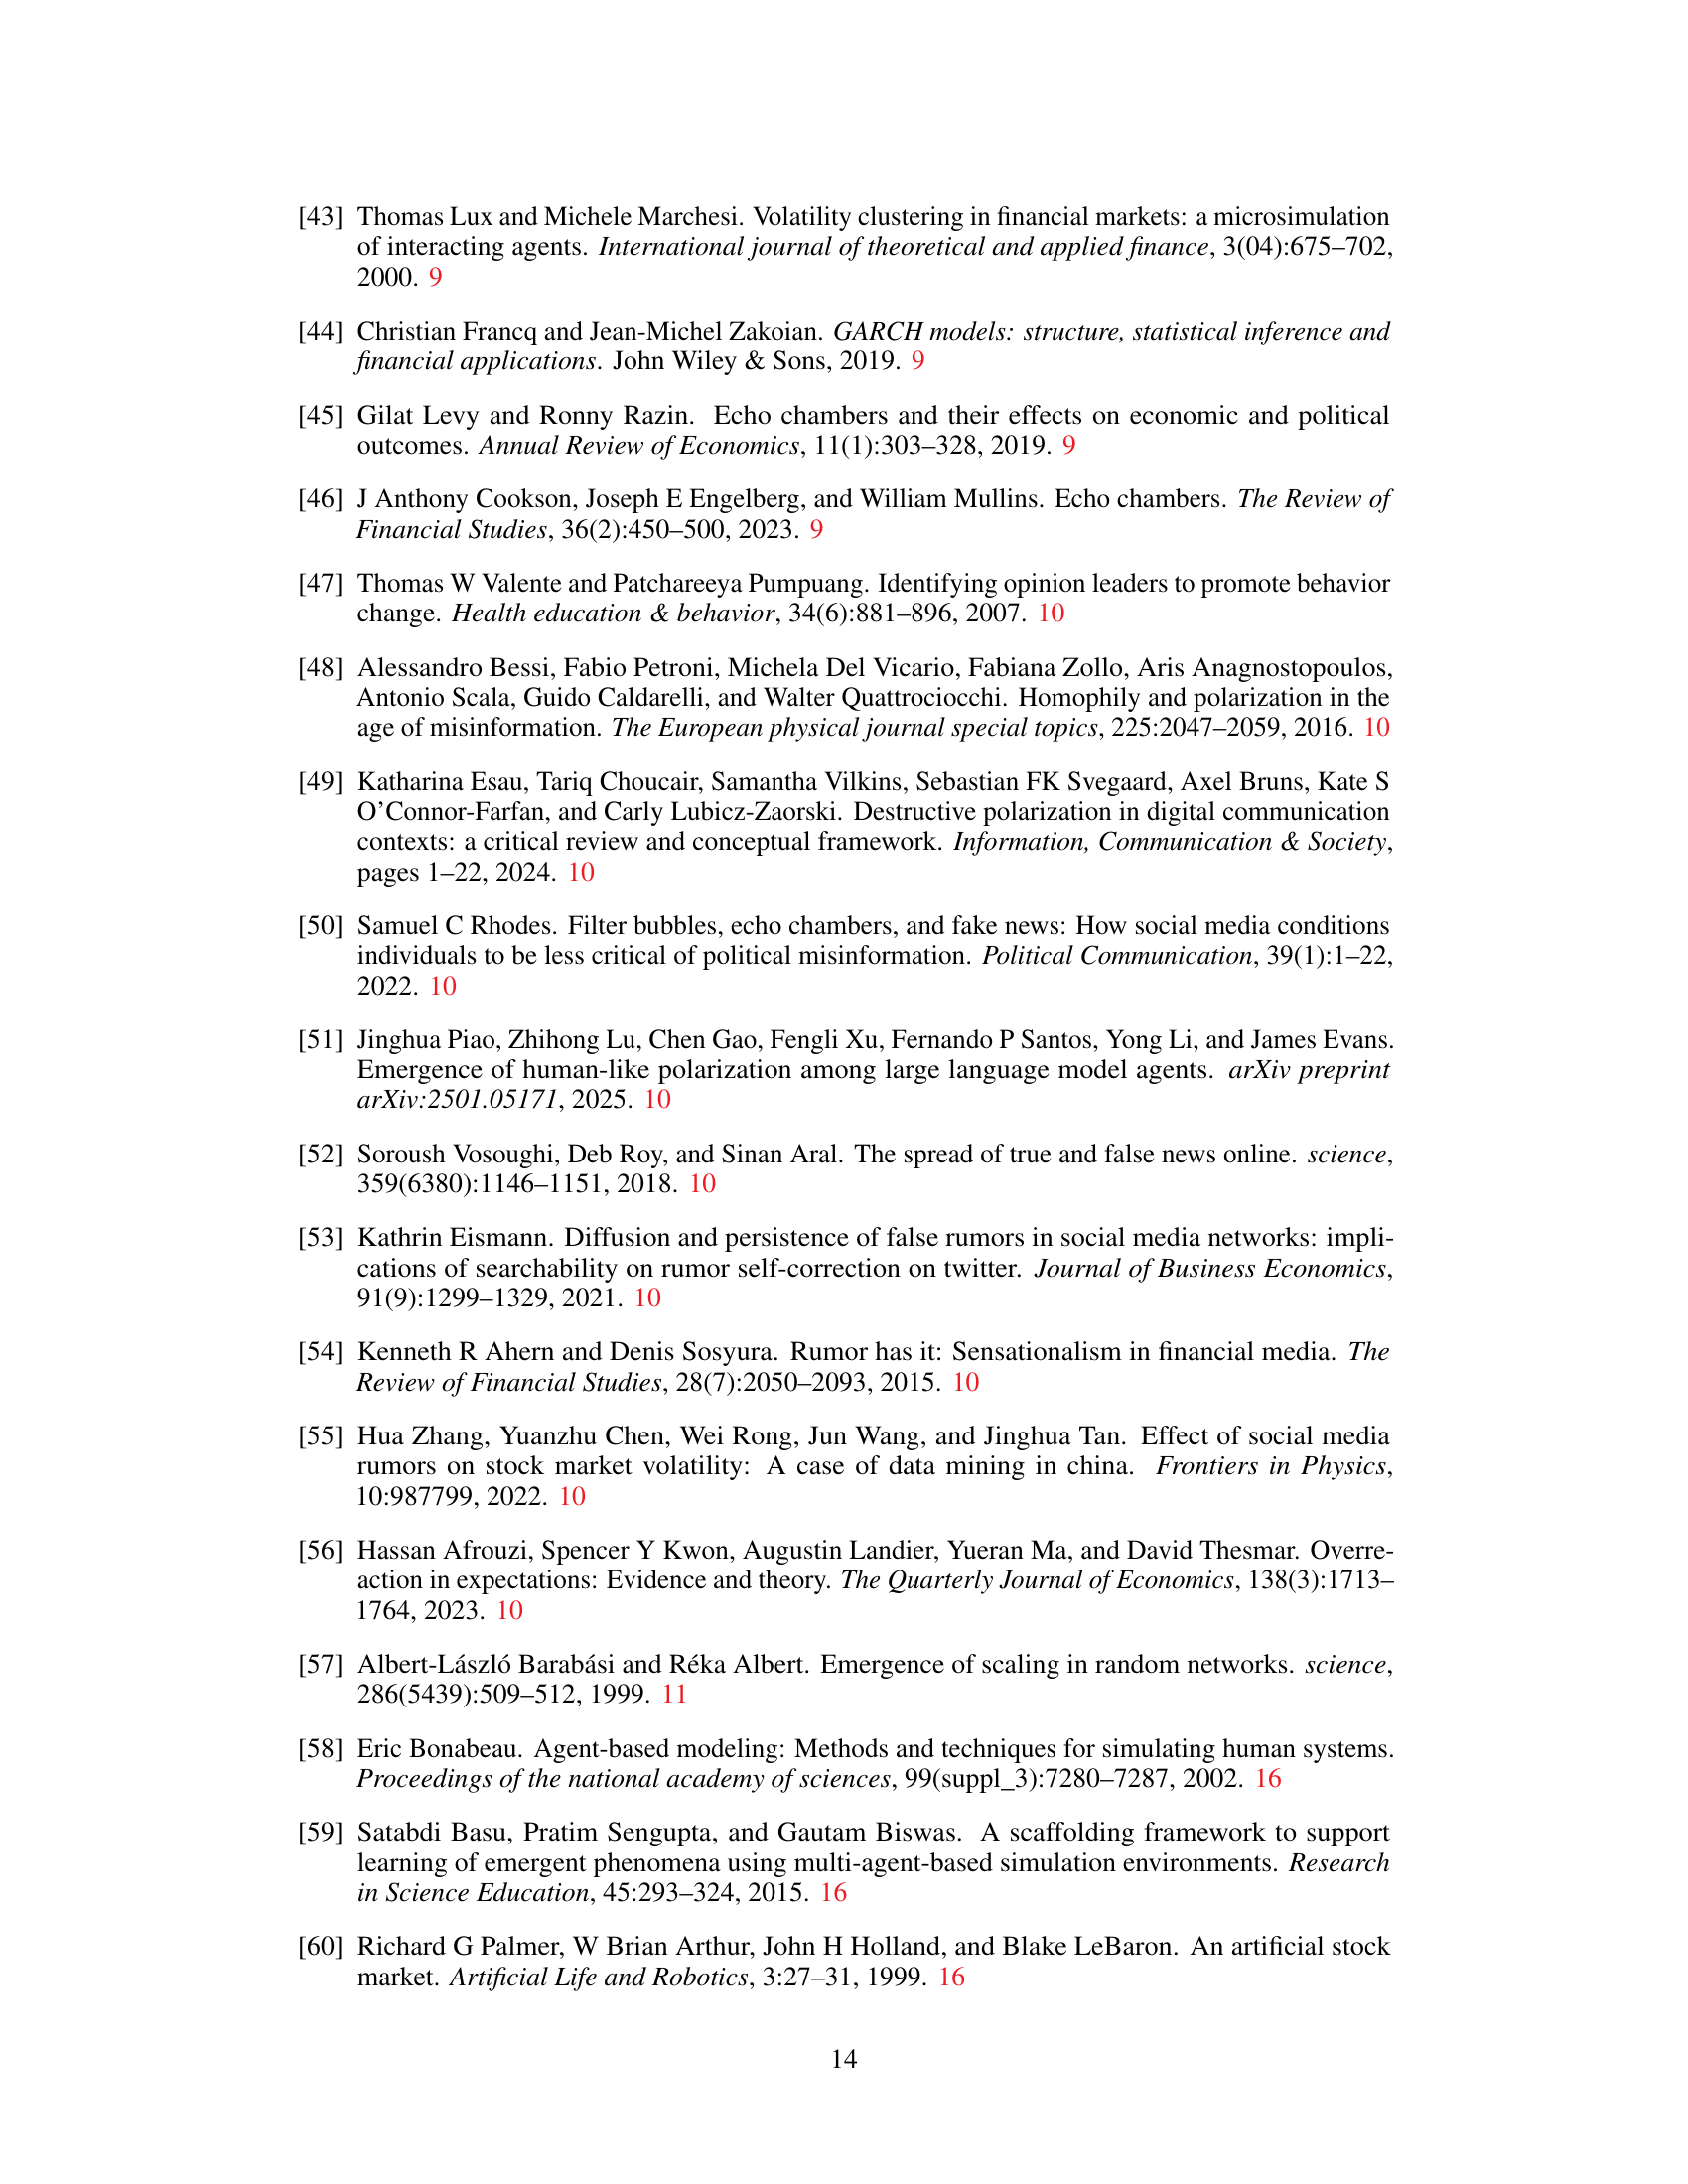 [43] Thomas Lux and Michele Marchesi. Volatility clustering in financial markets: a microsimulation
of interacting agents. International journal of theoretical and applied finance, 3(04):675–702,
2000. 9
[44] Christian Francq and Jean-Michel Zakoian. GARCH models: structure, statistical inference and
financial applications. John Wiley & Sons, 2019. 9
[45] Gilat Levy and Ronny Razin. Echo chambers and their effects on economic and political
outcomes. Annual Review of Economics, 11(1):303–328, 2019. 9
[46] J Anthony Cookson, Joseph E Engelberg, and William Mullins. Echo chambers. The Review of
Financial Studies, 36(2):450–500, 2023. 9
[47] Thomas W Valente and Patchareeya Pumpuang. Identifying opinion leaders to promote behavior
change. Health education & behavior, 34(6):881–896, 2007. 10
[48] Alessandro Bessi, Fabio Petroni, Michela Del Vicario, Fabiana Zollo, Aris Anagnostopoulos,
Antonio Scala, Guido Caldarelli, and Walter Quattrociocchi. Homophily and polarization in the
age of misinformation. The European physical journal special topics, 225:2047–2059, 2016. 10
[49] Katharina Esau, Tariq Choucair, Samantha Vilkins, Sebastian FK Svegaard, Axel Bruns, Kate S
O'Connor-Farfan, and Carly Lubicz-Zaorski. Destructive polarization in digital communication
contexts: a critical review and conceptual framework. Information, Communication & Society,
pages 1–22, 2024. 10
[50] Samuel C Rhodes. Filter bubbles, echo chambers, and fake news: How social media conditions
individuals to be less critical of political misinformation. Political Communication, 39(1):1–22,
2022. 10
[51] Jinghua Piao, Zhihong Lu, Chen Gao, Fengli Xu, Fernando P Santos, Yong Li, and James Evans.
Emergence of human-like polarization among large language model agents. arXiv preprint
arXiv:2501.05171, 2025. 10
[52] Soroush Vosoughi, Deb Roy, and Sinan Aral. The spread of true and false news online. science,
359(6380):1146–1151, 2018. 10
[53] Kathrin Eismann. Diffusion and persistence of false rumors in social media networks: impli-
cations of searchability on rumor self-correction on twitter. Journal of Business Economics,
91(9):1299–1329, 2021. 10
[54] Kenneth R Ahern and Denis Sosyura. Rumor has it: Sensationalism in financial media. The
Review of Financial Studies, 28(7):2050–2093, 2015. 10
[55] Hua Zhang, Yuanzhu Chen, Wei Rong, Jun Wang, and Jinghua Tan. Effect of social media
rumors on stock market volatility: A case of data mining in china. Frontiers in Physics,
10:987799, 2022. 10
[56] Hassan Afrouzi, Spencer Y Kwon, Augustin Landier, Yueran Ma, and David Thesmar. Overre-
action in expectations: Evidence and theory. The Quarterly Journal of Economics, 138(3):1713–
1764, 2023. 10
[57] Albert-László Barabási and Réka Albert. Emergence of scaling in random networks. science,
286(5439):509–512, 1999. 11
[58] Eric Bonabeau. Agent-based modeling: Methods and techniques for simulating human systems.
Proceedings of the national academy of sciences, 99(suppl_3):7280–7287, 2002. 16
[59] Satabdi Basu, Pratim Sengupta, and Gautam Biswas. A scaffolding framework to support
learning of emergent phenomena using multi-agent-based simulation environments. Research
in Science Education, 45:293–324, 2015. 16
[60] Richard G Palmer, W Brian Arthur, John H Holland, and Blake LeBaron. An artificial stock
market. Artificial Life and Robotics, 3:27–31, 1999. 16
14